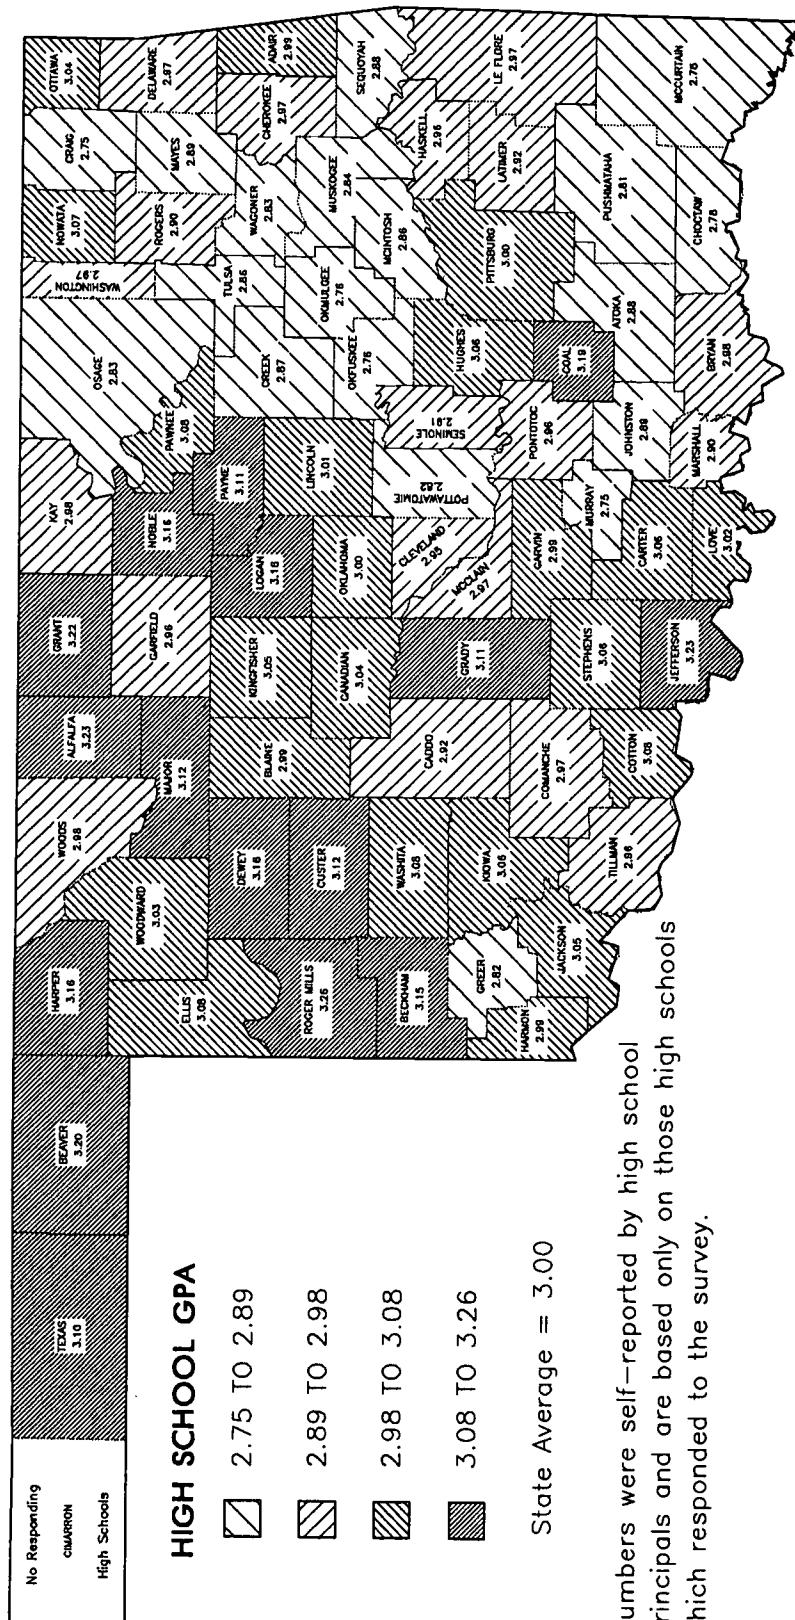 No Responding
CIMARRON
High Schools
TEXAS
3.10
BEAVER
3.20
HARPER
3.16
WOODS
2.98
ALFALFA
3.23
GRANT
3.22
KAY
2.98
OSAGE
2.83
WASHINGTON
2.97
NOWATA
3.07
CRAIG
2.75
OTTAWA
3.04
ELLIS
3.08
WOODWARD
3.03
MAJOR
3.12
GARFIELD
2.96
NOBLE
3.16
PAWNEE
3.08
ROGERS
2.90
MAYES
2.89
DELAWARE
2.97
ROGER MILLS
3.26
DEWEY
3.16
BLAINE
2.99
KINGFISHER
3.05
LOGAN
3.18
PAYNE
3.11
CREEK
2.87
TULSA
2.86
WAGONER
2.83
CHEROKEE
2.97
ADAIR
2.99
BECKHAM
3.15
CUSTER
3.12
CANADIAN
3.04
OKLAHOMA
3.00
LINCOLN
3.01
OKFUSKEE
2.76
OKMULGEE
2.76
MUSKOGEE
2.84
SEQUOYAH
2.88
WASHITA
3.08
CADDO
2.92
GRADY
3.11
CLEVELAND
2.95
MCCLAIN
2.97
POTTAWATOMIE
2.82
SEMINOLE
2.91
HUGHES
3.06
MCINTOSH
2.86
HASKELL
2.96
LE FLORE
2.97
HARMON
2.99
GREER
2.82
KIOWA
3.06
COMANCHE
2.97
STEPHENS
3.06
GARVIN
2.99
PONTOTOC
2.96
COAL
3.19
PITTSBURG
3.00
LATIMER
2.92
JACKSON
3.05
TILLMAN
2.96
COTTON
3.08
JEFFERSON
3.23
CARTER
3.06
MURRAY
2.75
JOHNSTON
2.89
ATOKA
2.88
PUSHMATAHA
2.81
MCCURTAIN
2.76
LOVE
3.02
MARSHALL
2.90
BRYAN
2.98
CHOCTAW
2.78
HIGH SCHOOL GPA
2.75 TO 2.89
2.89 TO 2.98
2.98 TO 3.08
3.08 TO 3.26
State Average = 3.00
umbers were self-reported by high school
rincipals and are based only on those high schools
hich responded to the survey.